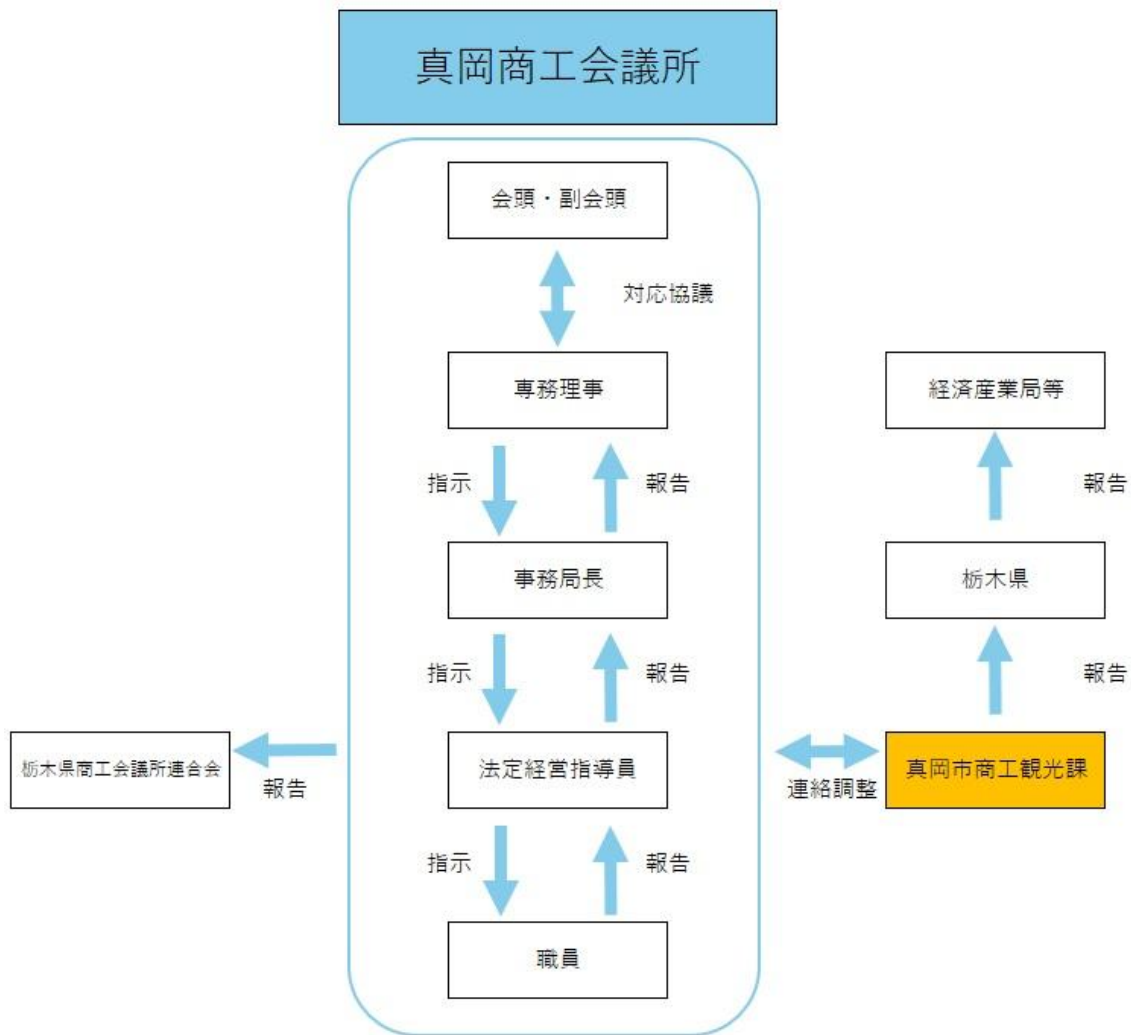 真岡商工会議所
会頭・副会頭
対応協議
専務理事
経済産業局等
指示
報告
報告
事務局長
栃木県
指示
報告
報告
栃木県商工会議所連合会
報告
法定経営指導員
連絡調整
真岡市商工観光課
指示
報告
職員